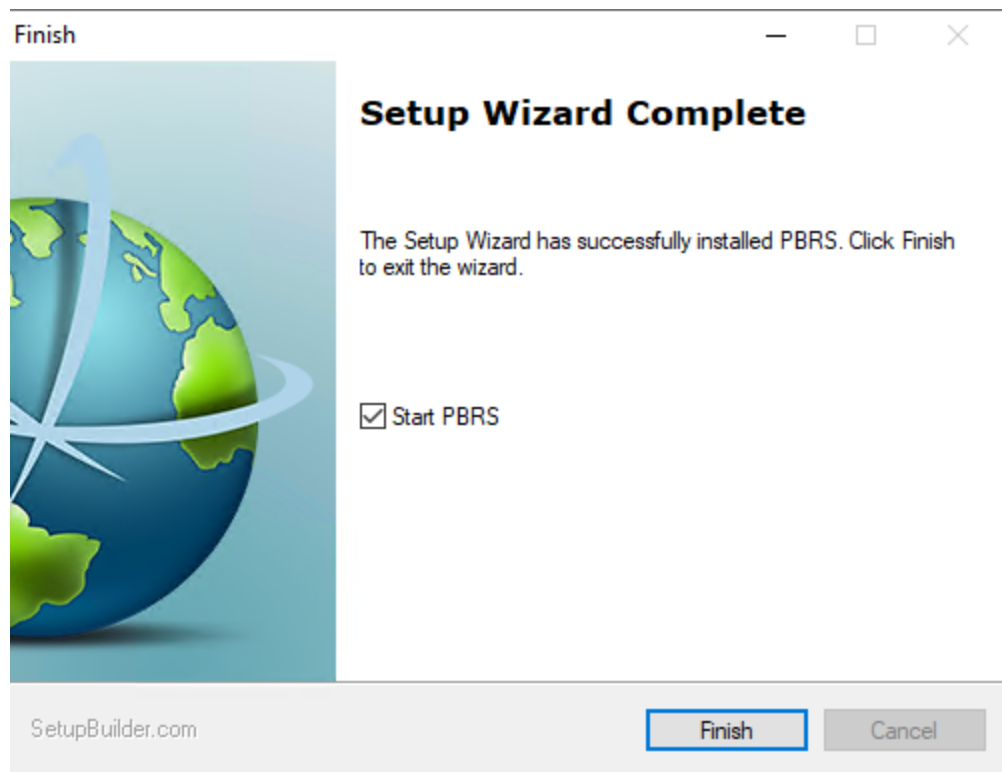 Finish
Setup Wizard Complete
The Setup Wizard has successfully installed PBRS. Click Finish
to exit the wizard.
Start PBRS
SetupBuilder.com
Finish
Cancel